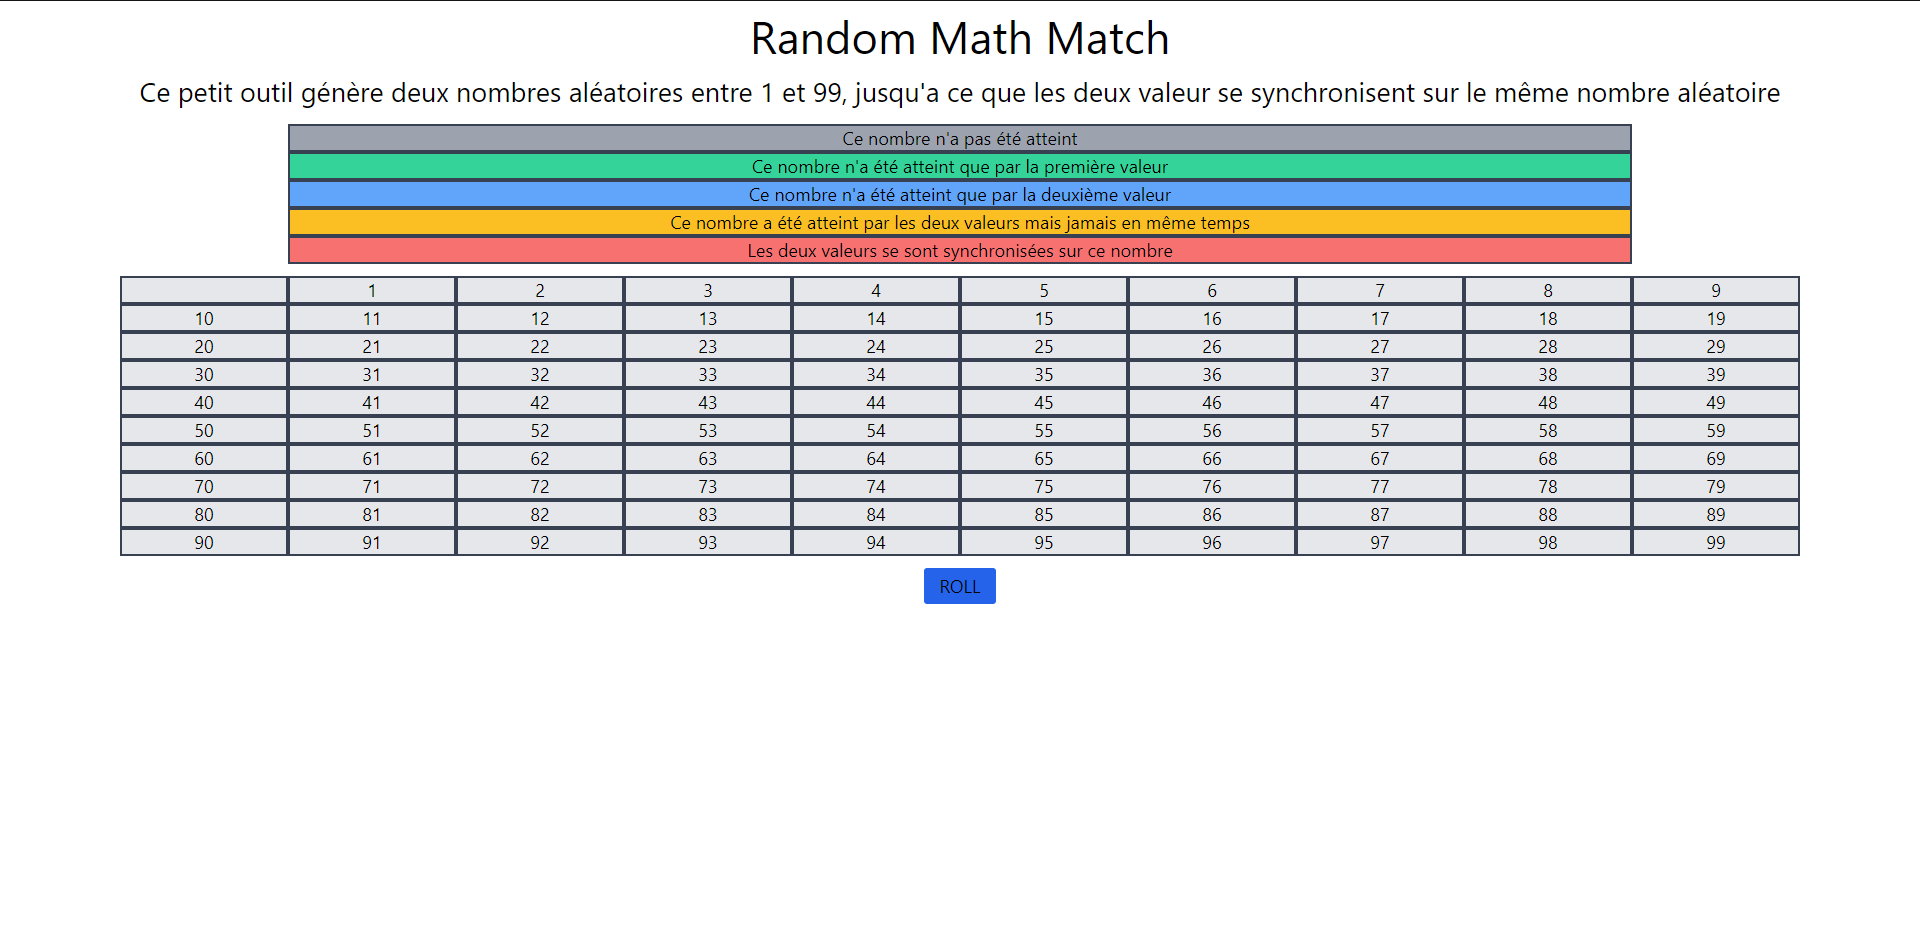 Random Math Match
Ce petit outil génère deux nombres aléatoires entre 1 et 99, jusqu'a ce que les deux valeur se synchronisent sur le même nombre aléatoire
Ce nombre n'a pas été atteint
Ce nombre n'a été atteint que par la première valeur
Ce nombre n'a été atteint que par la deuxième valeur
Ce nombre a été atteint par les deux valeurs mais jamais en même temps
Les deux valeurs se sont synchronisées sur ce nombre
1 2 3 4 5 6 7 8 9
10 11 12 13 14 15 16 17 18 19
20 21 22 23 24 25 26 27 28 29
30 31 32 33 34 35 36 37 38 39
40 41 42 43 44 45 46 47 48 49
50 51 52 53 54 55 56 57 58 59
60 61 62 63 64 65 66 67 68 69
70 71 72 73 74 75 76 77 78 79
80 81 82 83 84 85 86 87 88 89
90 91 92 93 94 95 96 97 98 99
ROLL